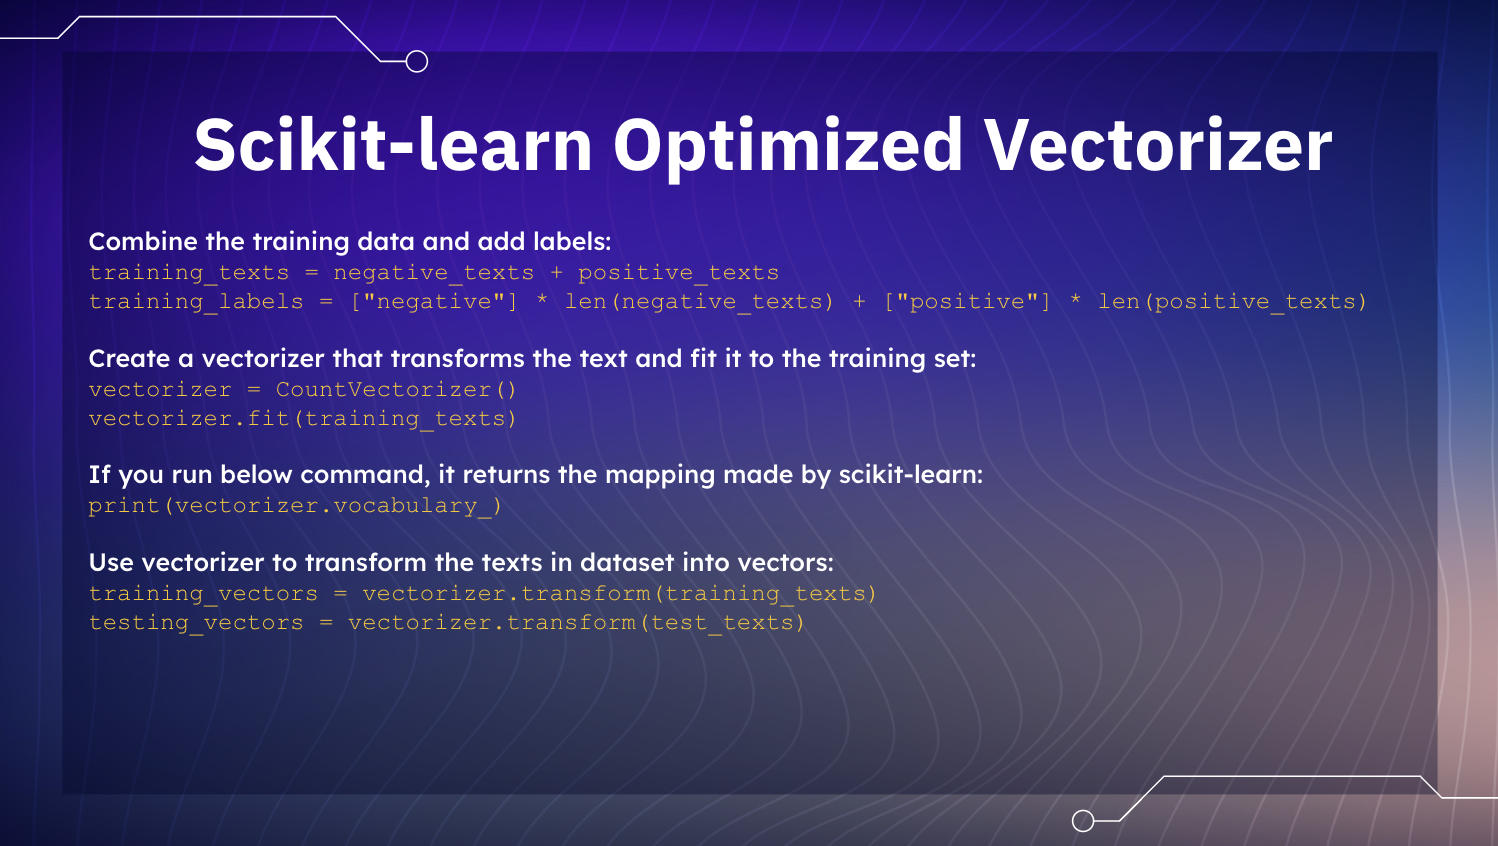 Scikit-learn Optimized Vectorizer
Combine the training data and add labels:
training_texts = negative_texts + positive_texts
training_labels = ["negative"] * len(negative_texts) + ["positive"] * len(positive_texts)
Create a vectorizer that transforms the text and fit it to the training set:
vectorizer = CountVectorizer()
vectorizer.fit(training_texts)
If you run below command, it returns the mapping made by scikit-learn:
print(vectorizer.vocabulary_)
Use vectorizer to transform the texts in dataset into vectors:
training_vectors = vectorizer.transform(training_texts)
testing_vectors = vectorizer.transform(test_texts)